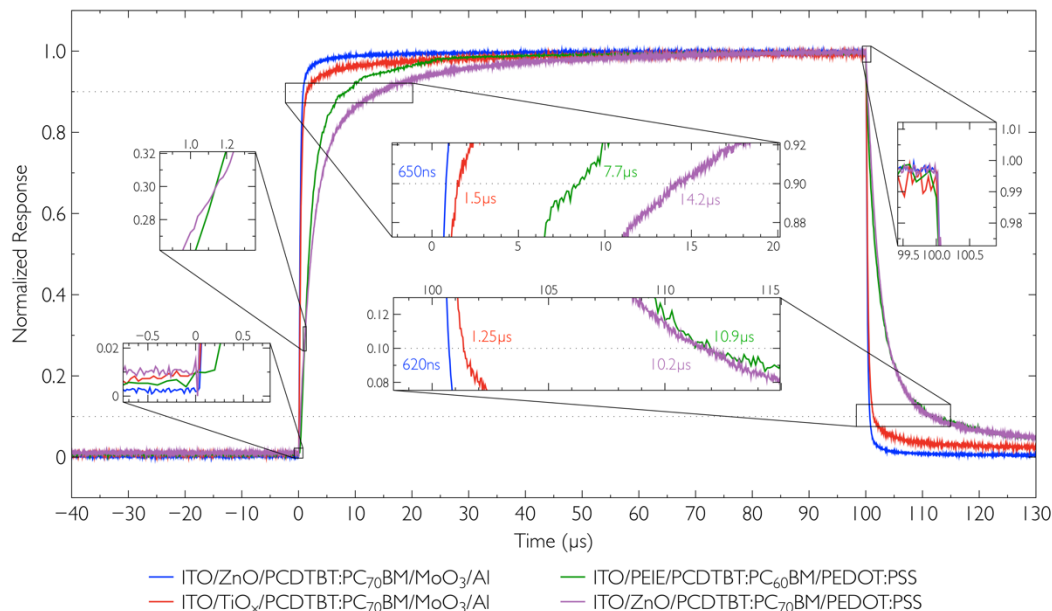 1.0
0.8
0.6
0.4
0.2
0
Normalized Response
1.0 1.2
0.32
0.30
0.28
−0.5 0 0.5
0.02
0
650ns
1.5µs
7.7µs
14.2µs
0.92
0.90
0.88
0 5 10 15 20
1.01
1.00
0.99
0.98
99.5 100.0 100.5
100 105 110 115
620ns
1.25µs
10.9µs
10.2µs
0.12
0.10
0.08
−40 −30 −20 −10 0 10 20 30 40 50 60 70 80 90 100 110 120 130
Time (µs)
ITO/ZnO/PCDTBT:PC₇₀BM/MoO₃/Al
ITO/PEIE/PCDTBT:PC₆₀BM/PEDOT:PSS
ITO/TiOₓ/PCDTBT:PC₇₀BM/MoO₃/Al
ITO/ZnO/PCDTBT:PC₇₀BM/PEDOT:PSS